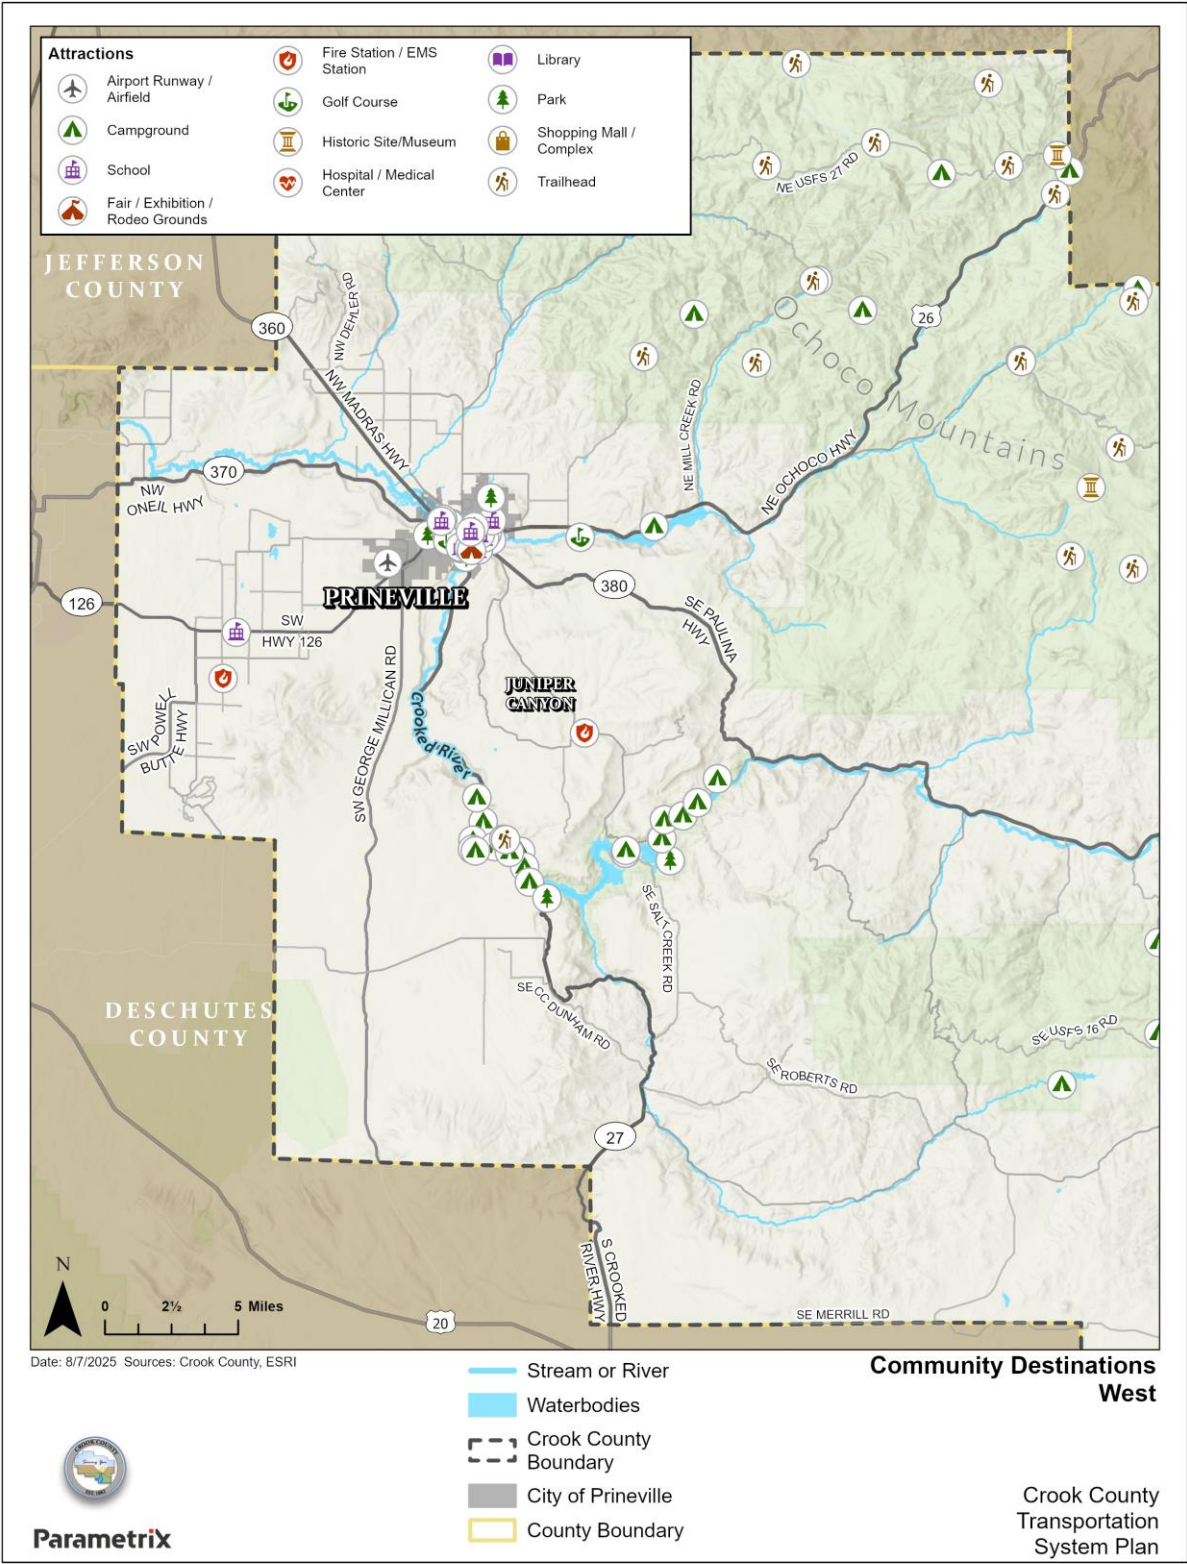 Attractions
Airport Runway /
Airfield
Campground
School
Fair / Exhibition /
Rodeo Grounds
Fire Station / EMS
Station
Golf Course
Historic Site/Museum
Hospital / Medical
Center
Library
Park
Shopping Mall /
Complex
Trailhead
NE USFS 27 RD
JEFFERSON
COUNTY
NW DEHLER RD
360
26
Ochoco Mountains
NW MADRAS HWY
NE MILL CREEK RD
NE OCHOCO HWY
370
NW
ONEIL HWY
126
PRINEVILLE
380
SW
HWY 126
SE PAULINA
HWY
JUNIPER
CANYON
SW POWELL
BUTTE HWY
SW GEORGE MILLICAN RD
Crooked River
SE SALT CREEK RD
SE CC DUNHAM RD
DESCHUTES
COUNTY
SE USFS 16 RD
SE ROBERTS RD
27
S CROOKED
RIVER HWY
SE MERRILL RD
20
N
0 2½ 5 Miles
Date: 8/7/2025 Sources: Crook County, ESRI
Stream or River
Waterbodies
Crook County
Boundary
City of Prineville
County Boundary
Community Destinations
West
CROOK COUNTY
Parametrix
Crook County
Transportation
System Plan